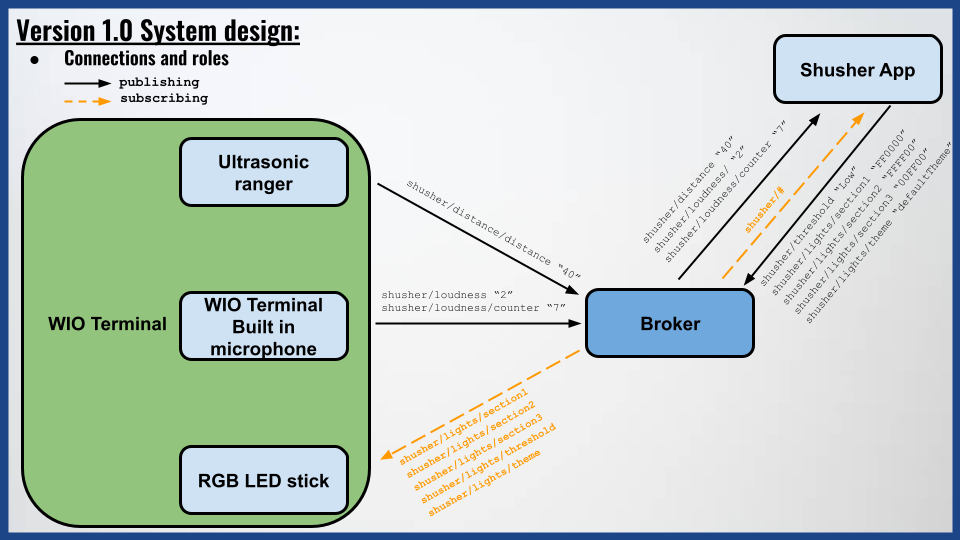 Version 1.0 System design:
● Connections and roles
publishing
subscribing
Shusher App
Ultrasonic
ranger
WIO Terminal
WIO Terminal
Built in
microphone
RGB LED stick
Broker
shusher/distance/distance “40”
shusher/loudness “2”
shusher/loudness/counter “7”
shusher/lights/section1
shusher/lights/section2
shusher/lights/section3
shusher/lights/threshold
shusher/lights/theme
shusher/distance “40”
shusher/loudness/ “2”
shusher/loudness/counter “7”
shusher/#
shusher/threshold “Low”
shusher/lights/section1 “FF0000”
shusher/lights/section2 “FFFF00”
shusher/lights/section3 “00FF00”
shusher/lights/theme “defaultTheme”